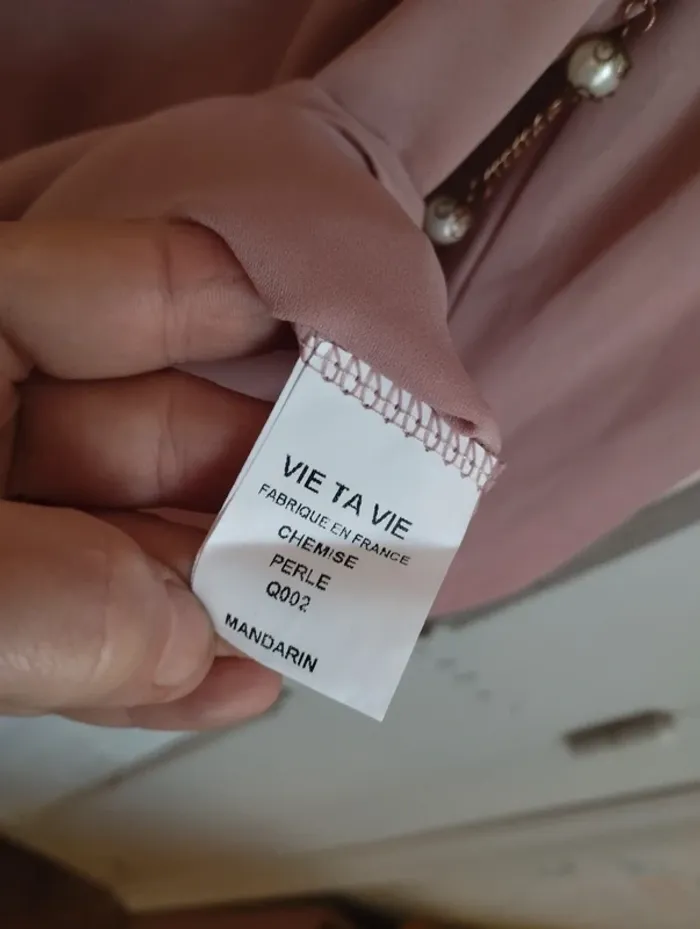 VIE TA VIE
FABRIQUE EN FRANCE
CHEMISE
PERLE
Q002
MANDARIN